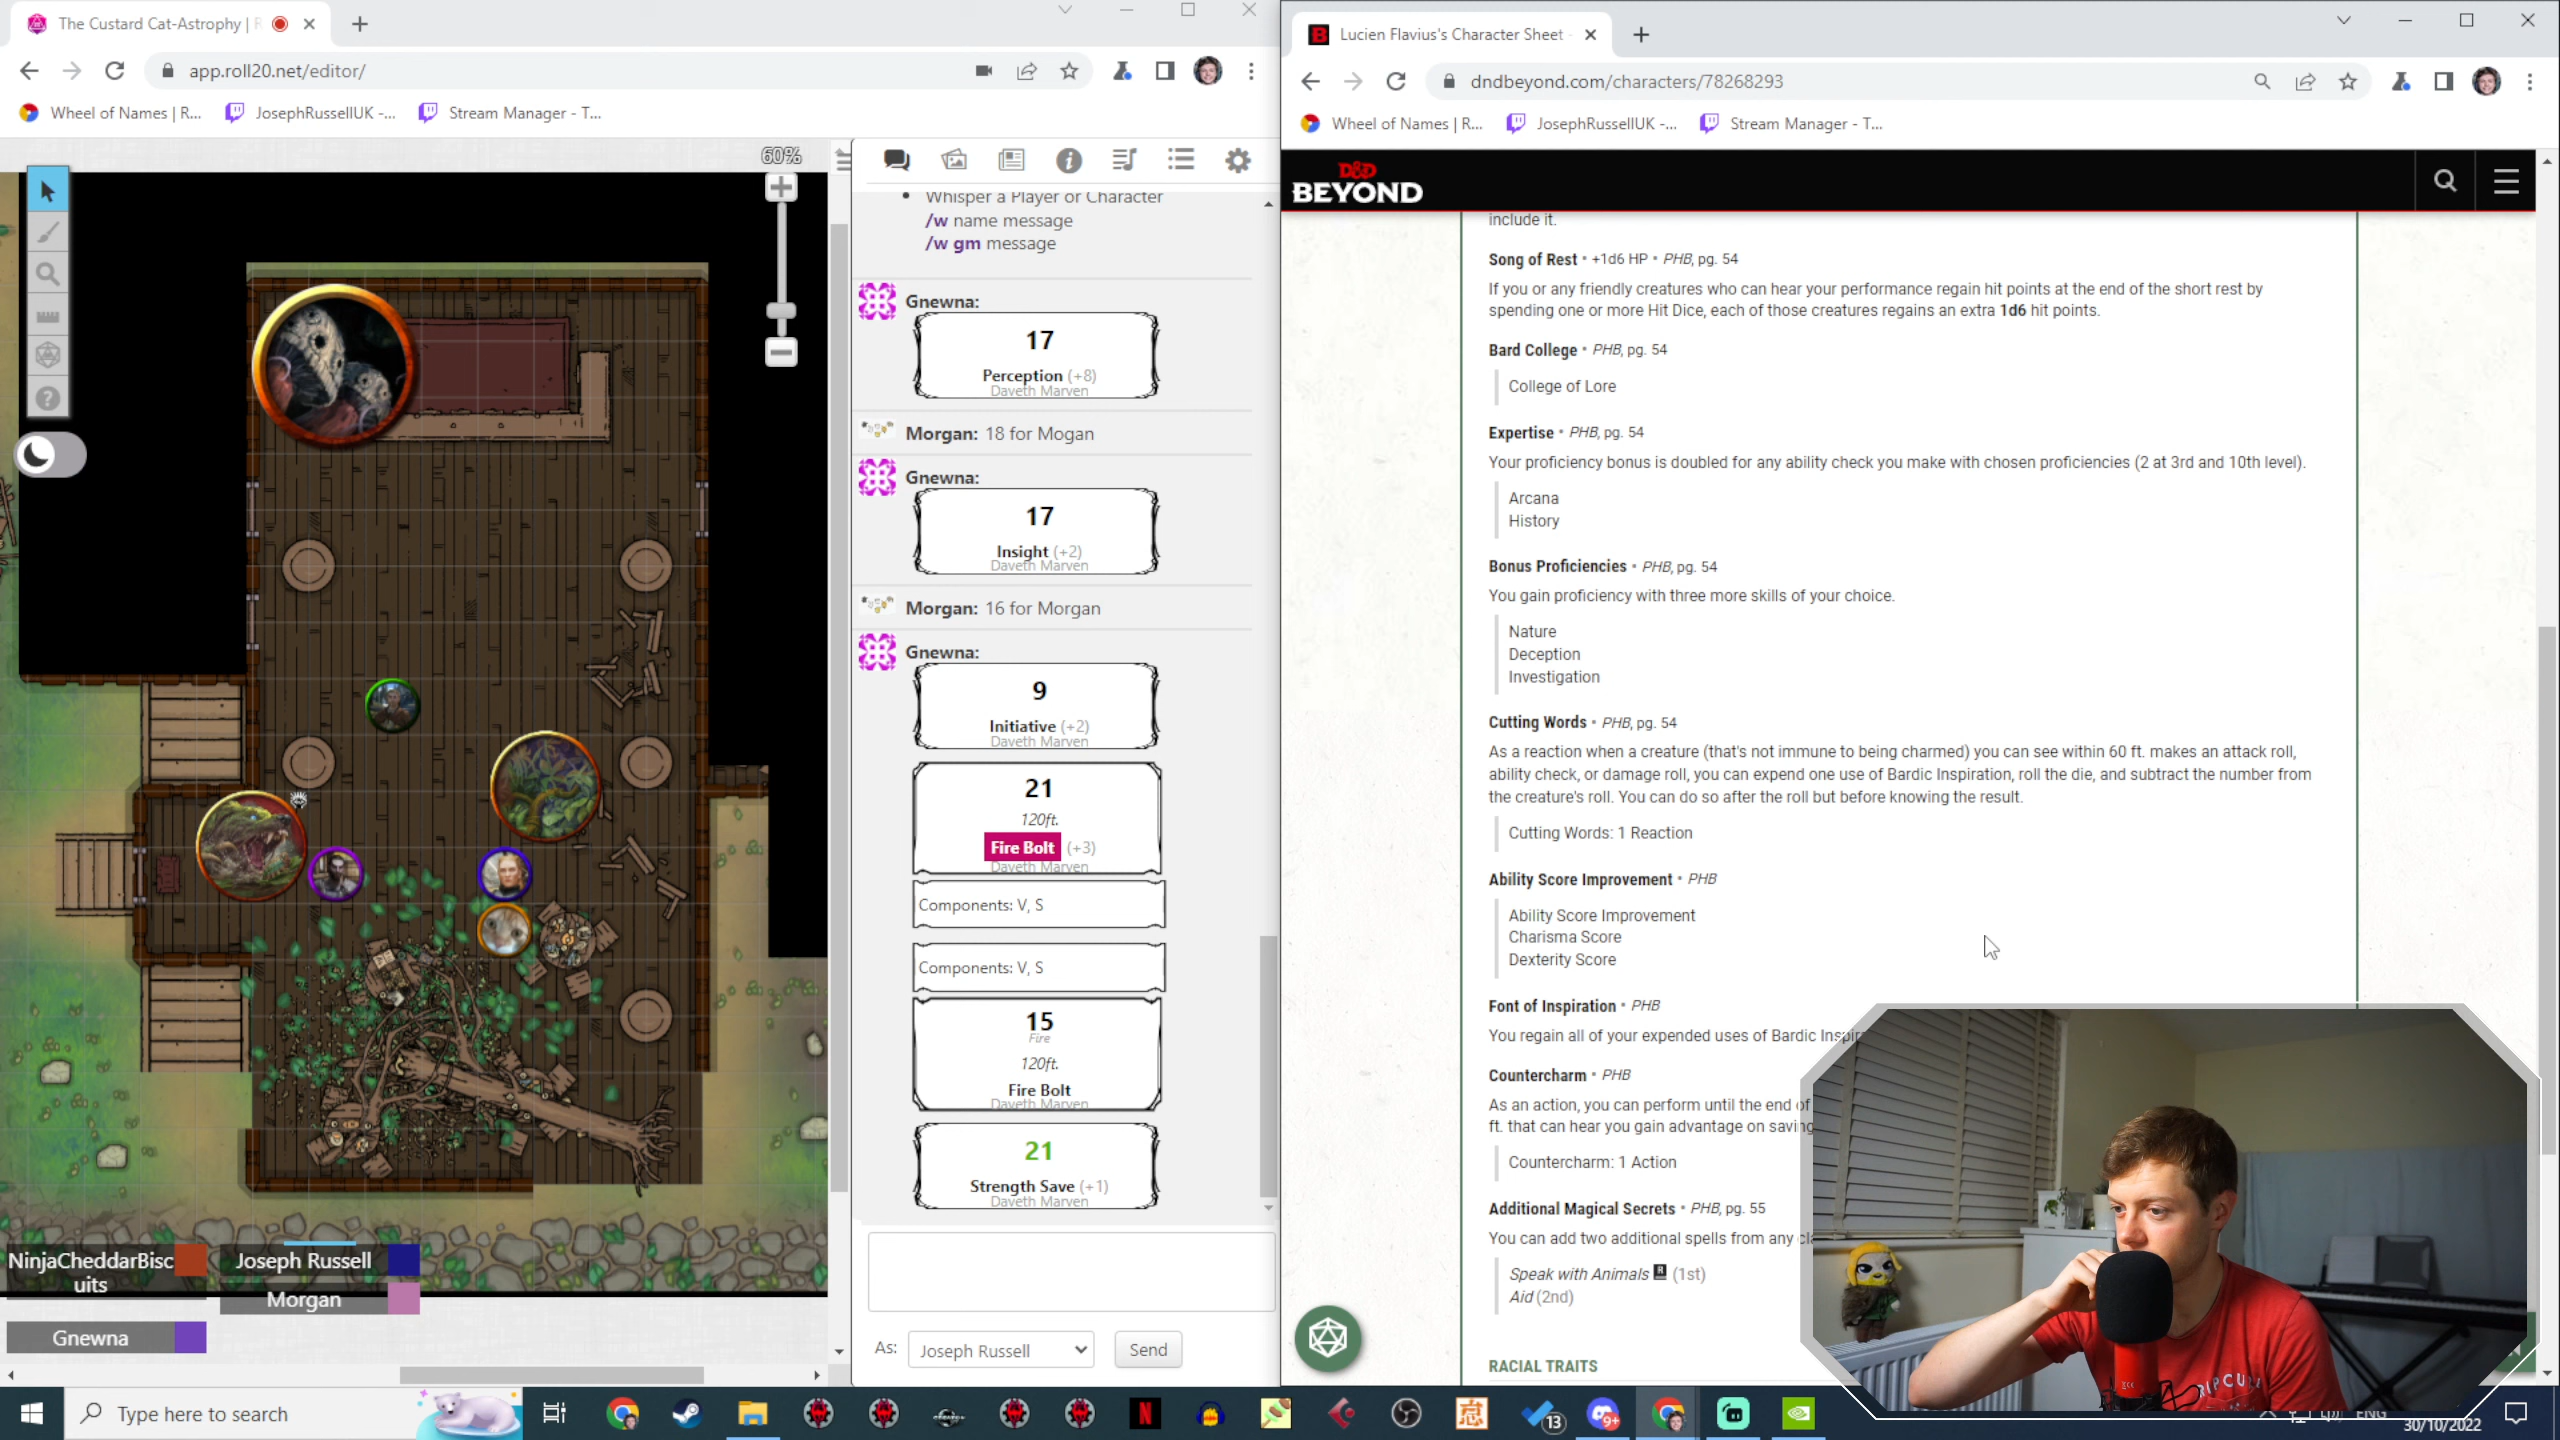 The Custard Cat-Astrophy |
app.roll20.net/editor/
Wheel of Names | R...
JosephRussellUK -...
Stream Manager - T...
60%
Whisper a Player or Character
/w name message
/w gm message
Gnewna:
17
Perception (+8)
Daveth Marven
Morgan: 18 for Mogan
Gnewna:
17
Insight (+2)
Daveth Marven
Morgan: 16 for Morgan
Gnewna:
9
Initiative (+2)
Daveth Marven
21
120ft.
Fire Bolt (+3)
Daveth Marven
Components: V, S
Components: V, S
15
Fire
120ft.
Fire Bolt
Daveth Marven
21
Strength Save (+1)
Daveth Marven
As: Joseph Russell
Send
NinjaCheddarBisc
uits
Joseph Russell
Morgan
Gnewna
Lucien Flavius's Character Sheet -
dndbeyond.com/characters/78268293
Wheel of Names | R...
JosephRussellUK -...
Stream Manager - T...
D&D
BEYOND
include it.
Song of Rest • +1d6 HP • PHB, pg. 54
If you or any friendly creatures who can hear your performance regain hit points at the end of the short rest by
spending one or more Hit Dice, each of those creatures regains an extra 1d6 hit points.
Bard College • PHB, pg. 54
College of Lore
Expertise • PHB, pg. 54
Your proficiency bonus is doubled for any ability check you make with chosen proficiencies (2 at 3rd and 10th level).
Arcana
History
Bonus Proficiencies • PHB, pg. 54
You gain proficiency with three more skills of your choice.
Nature
Deception
Investigation
Cutting Words • PHB, pg. 54
As a reaction when a creature (that's not immune to being charmed) you can see within 60 ft. makes an attack roll,
ability check, or damage roll, you can expend one use of Bardic Inspiration, roll the die, and subtract the number from
the creature's roll. You can do so after the roll but before knowing the result.
Cutting Words: 1 Reaction
Ability Score Improvement • PHB
Ability Score Improvement
Charisma Score
Dexterity Score
Font of Inspiration • PHB
You regain all of your expended uses of Bardic Inspir
Countercharm • PHB
As an action, you can perform until the end of
ft. that can hear you gain advantage on saving
Countercharm: 1 Action
Additional Magical Secrets • PHB, pg. 55
You can add two additional spells from any
Speak with Animals R (1st)
Aid (2nd)
RACIAL TRAITS
RIP CURL
Type here to search
13
9+
ENG
30/10/2022